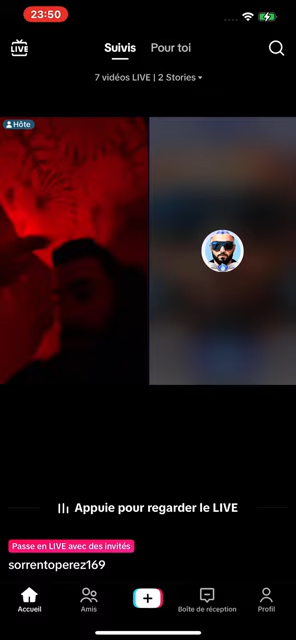 23:50
LIVE
Suivis Pour toi
7 vidéos LIVE | 2 Stories
Hôte
Appuie pour regarder le LIVE
Passe en LIVE avec des invités
sorrentoperez169
Accueil Amis Boîte de réception Profil